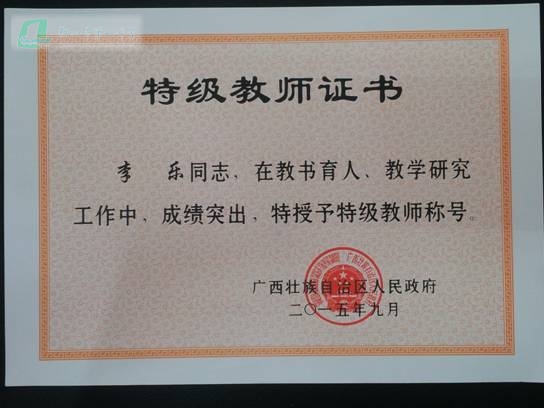 特级教师证书
李 乐同志，在教书育人、教学研究
工作中，成绩突出，特授予特级教师称号。
广西壮族自治区人民政府
二〇一五年九月